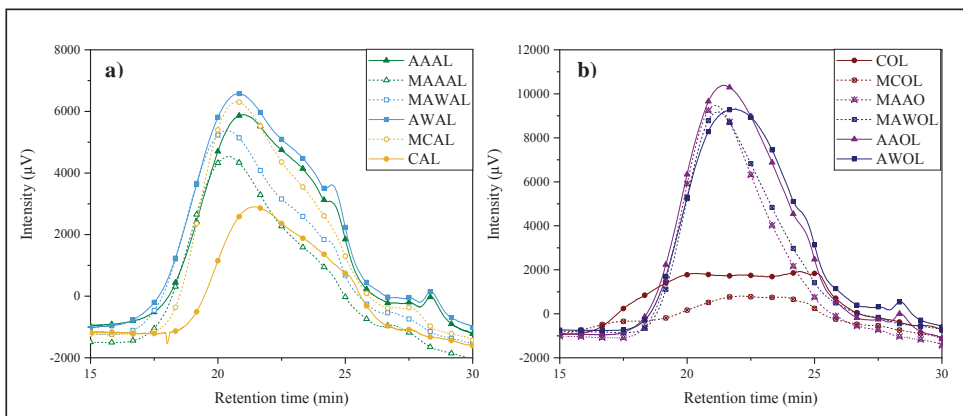 a)
AAAL
MAAAL
MAWAL
AWAL
MCAL
CAL
8000
6000
4000
2000
0
-2000
Intensity (µV)
15
20
25
30
Retention time (min)
b)
COL
MCOL
MAAO
MAWOL
AAOL
AWOL
12000
10000
8000
6000
4000
2000
0
-2000
Intensity (µV)
15
20
25
30
Retention time (min)